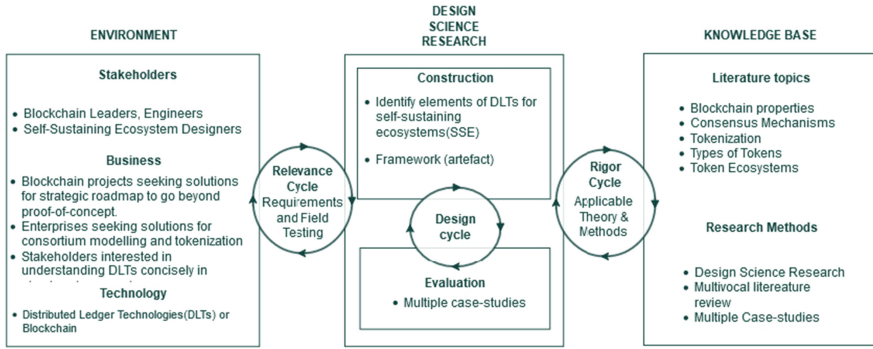 ENVIRONMENT
Stakeholders
• Blockchain Leaders, Engineers
• Self-Sustaining Ecosystem Designers
Business
• Blockchain projects seeking solutions
for strategic roadmap to go beyond
proof-of-concept.
• Enterprises seeking solutions for
consortium modelling and tokenization
• Stakeholders interested in
understanding DLTs concisely in
Technology
• Distributed Ledger Technologies(DLTs) or
Blockchain
Relevance
Cycle
Requirements
and Field
Testing
DESIGN
SCIENCE
RESEARCH
Construction
• Identify elements of DLTs for
self-sustaining
ecosystems(SSE)
• Framework (artefact)
Design
cycle
Evaluation
• Multiple case-studies
Rigor
Cycle
Applicable
Theory &
Methods
KNOWLEDGE BASE
Literature topics
• Blockchain properties
• Consensus Mechanisms
• Tokenization
• Types of Tokens
• Token Ecosystems
Research Methods
• Design Science Research
• Multivocal litereature
review
• Multiple Case-studies